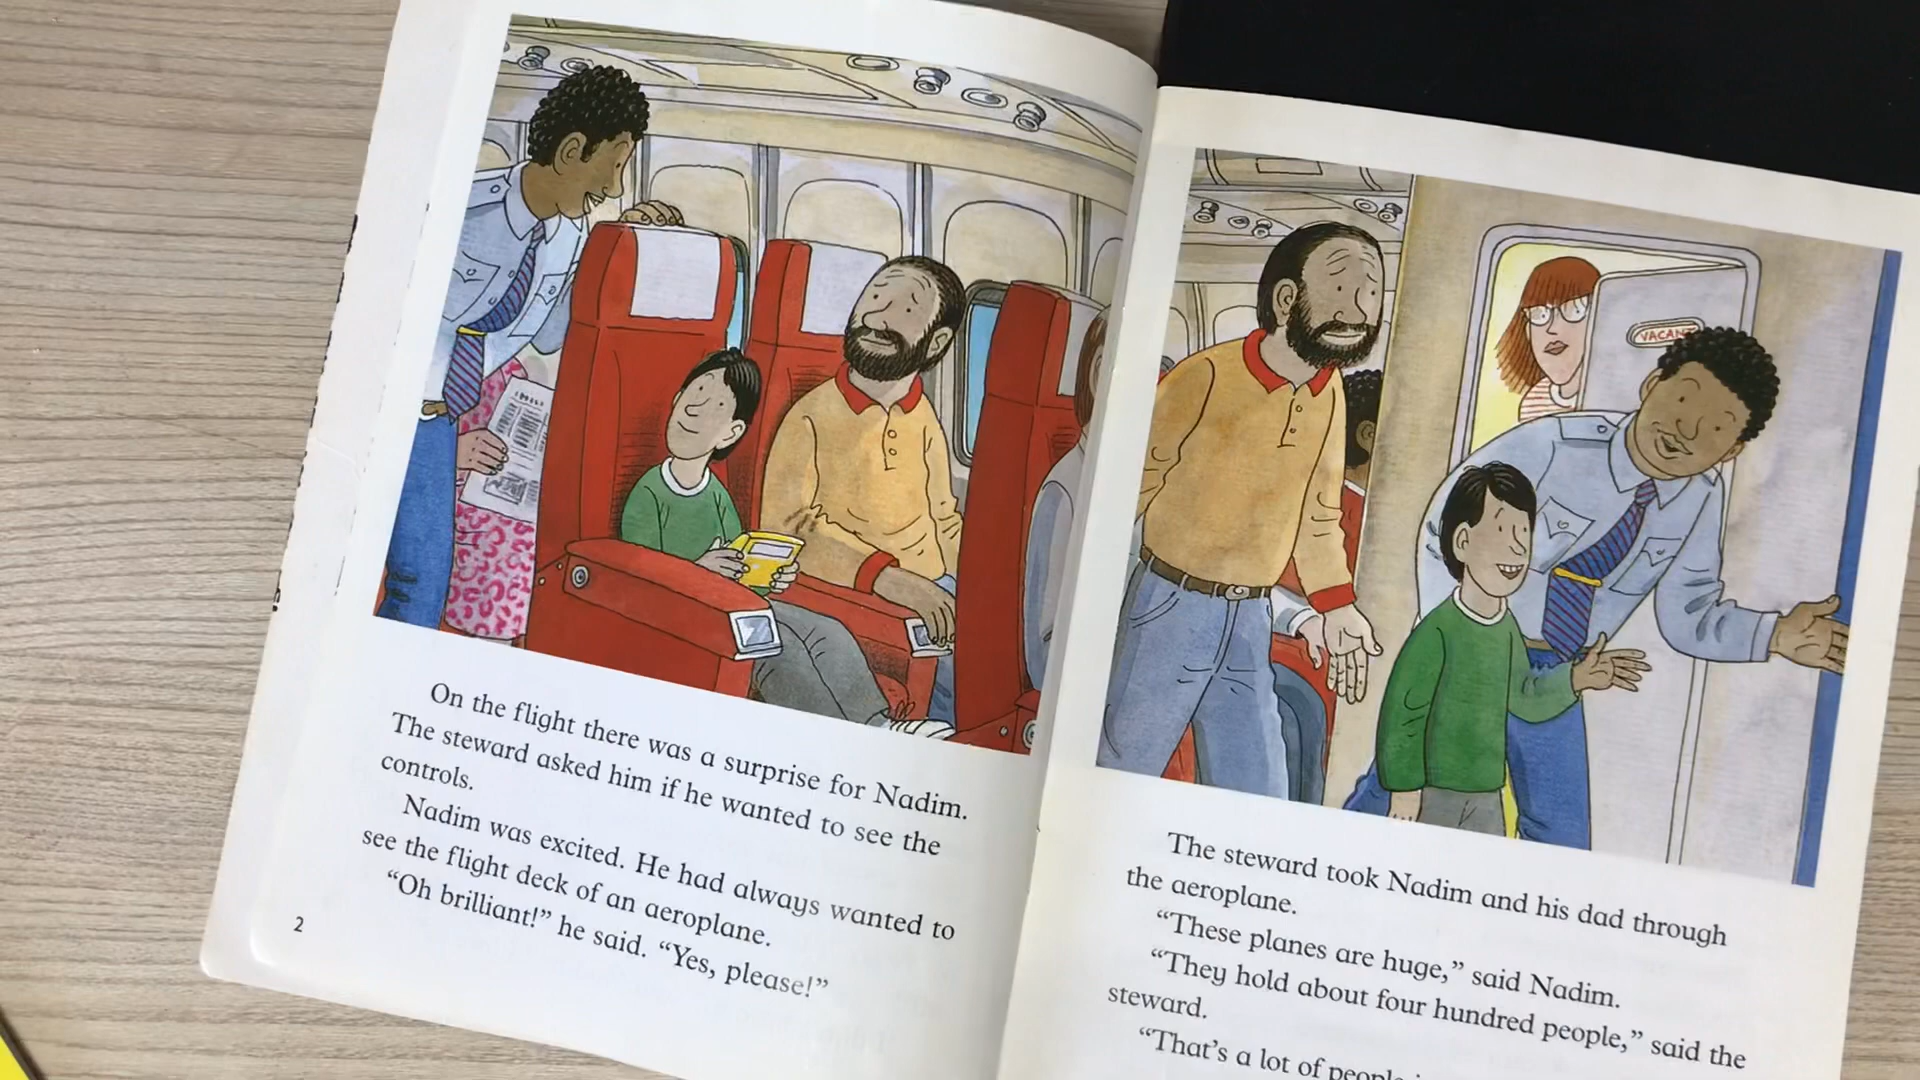 On the flight there was a surprise for Nadim.
The steward asked him if he wanted to see the
controls.
Nadim was excited. He had always wanted to
see the flight deck of an aeroplane.
“Oh brilliant!” he said. “Yes, please!”
2
VACANT
The steward took Nadim and his dad through
the aeroplane.
“These planes are huge,” said Nadim.
“They hold about four hundred people,” said the
steward.
“That’s a lot of people